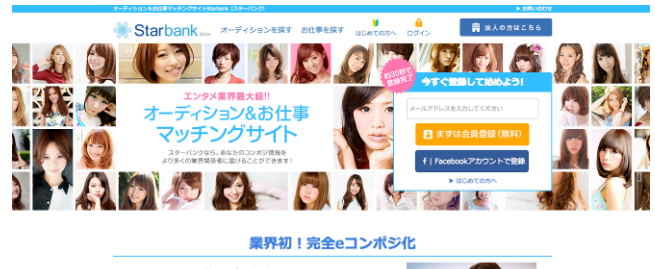 オーディション&お仕事マッチングサイトStarbank（スターバンク）
▶ お問い合わせ
Starbank Beta
オーディションを探す
お仕事を探す
はじめての方へ
ログイン
法人の方はこちら
約30秒で
登録完了
今すぐ登録して始めよう!
エンタメ業界最大級!!
オーディション&お仕事
マッチングサイト
スターバンクなら、あなたのコンポジ情報を
より多くの業界関係者に届けることができます!
メールアドレスを入力してください
まずは会員登録（無料）
f | Facebookアカウントで登録
▶ はじめての方へ
業界初！完全eコンポジ化